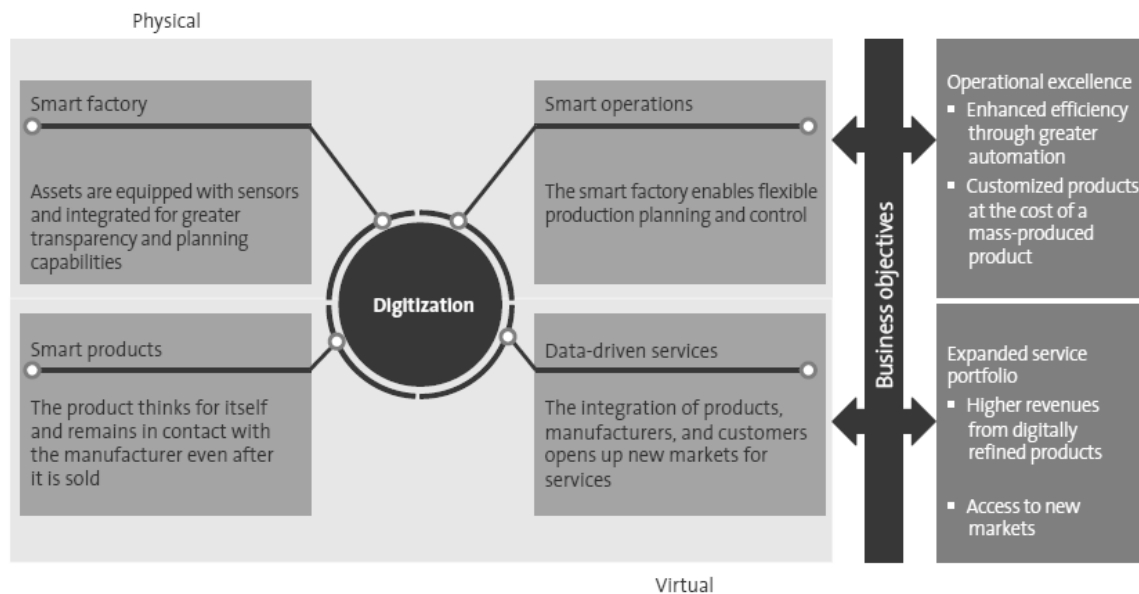 Physical
Smart factory
Assets are equipped with sensors
and integrated for greater
transparency and planning
capabilities
Smart operations
The smart factory enables flexible
production planning and control
Digitization
Smart products
The product thinks for itself
and remains in contact with
the manufacturer even after
it is sold
Data-driven services
The integration of products,
manufacturers, and customers
opens up new markets for
services
Business objectives
Operational excellence
▪ Enhanced efficiency
through greater
automation
▪ Customized products
at the cost of a
mass-produced
product
Expanded service
portfolio
▪ Higher revenues
from digitally
refined products
▪ Access to new
markets
Virtual